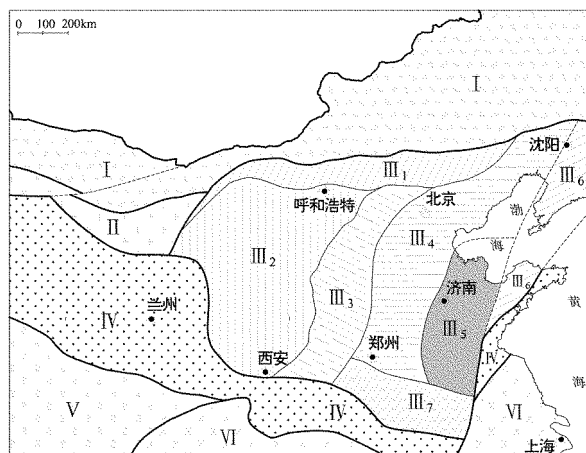 0 100 200km
I
沈阳
I
III₁
III₆
北京
呼和浩特
渤
II
III₄
海
III₂
济南
III₆
黄
兰州
III₃
IV
III₅
郑州
IV
海
西安
V
IV
III₇
VI
VI
上海